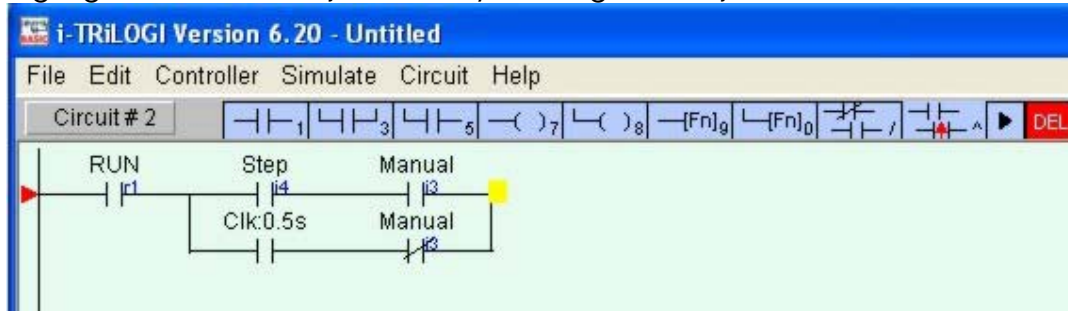 i-TRiLOGI Version 6.20 - Untitled
File Edit Controller Simulate Circuit Help
Circuit # 2 1 3 5 7 8 [Fn]9 [Fn]0 / ^ DEL
RUN Step Manual
r1 i4 i3
Clk:0.5s Manual
i3